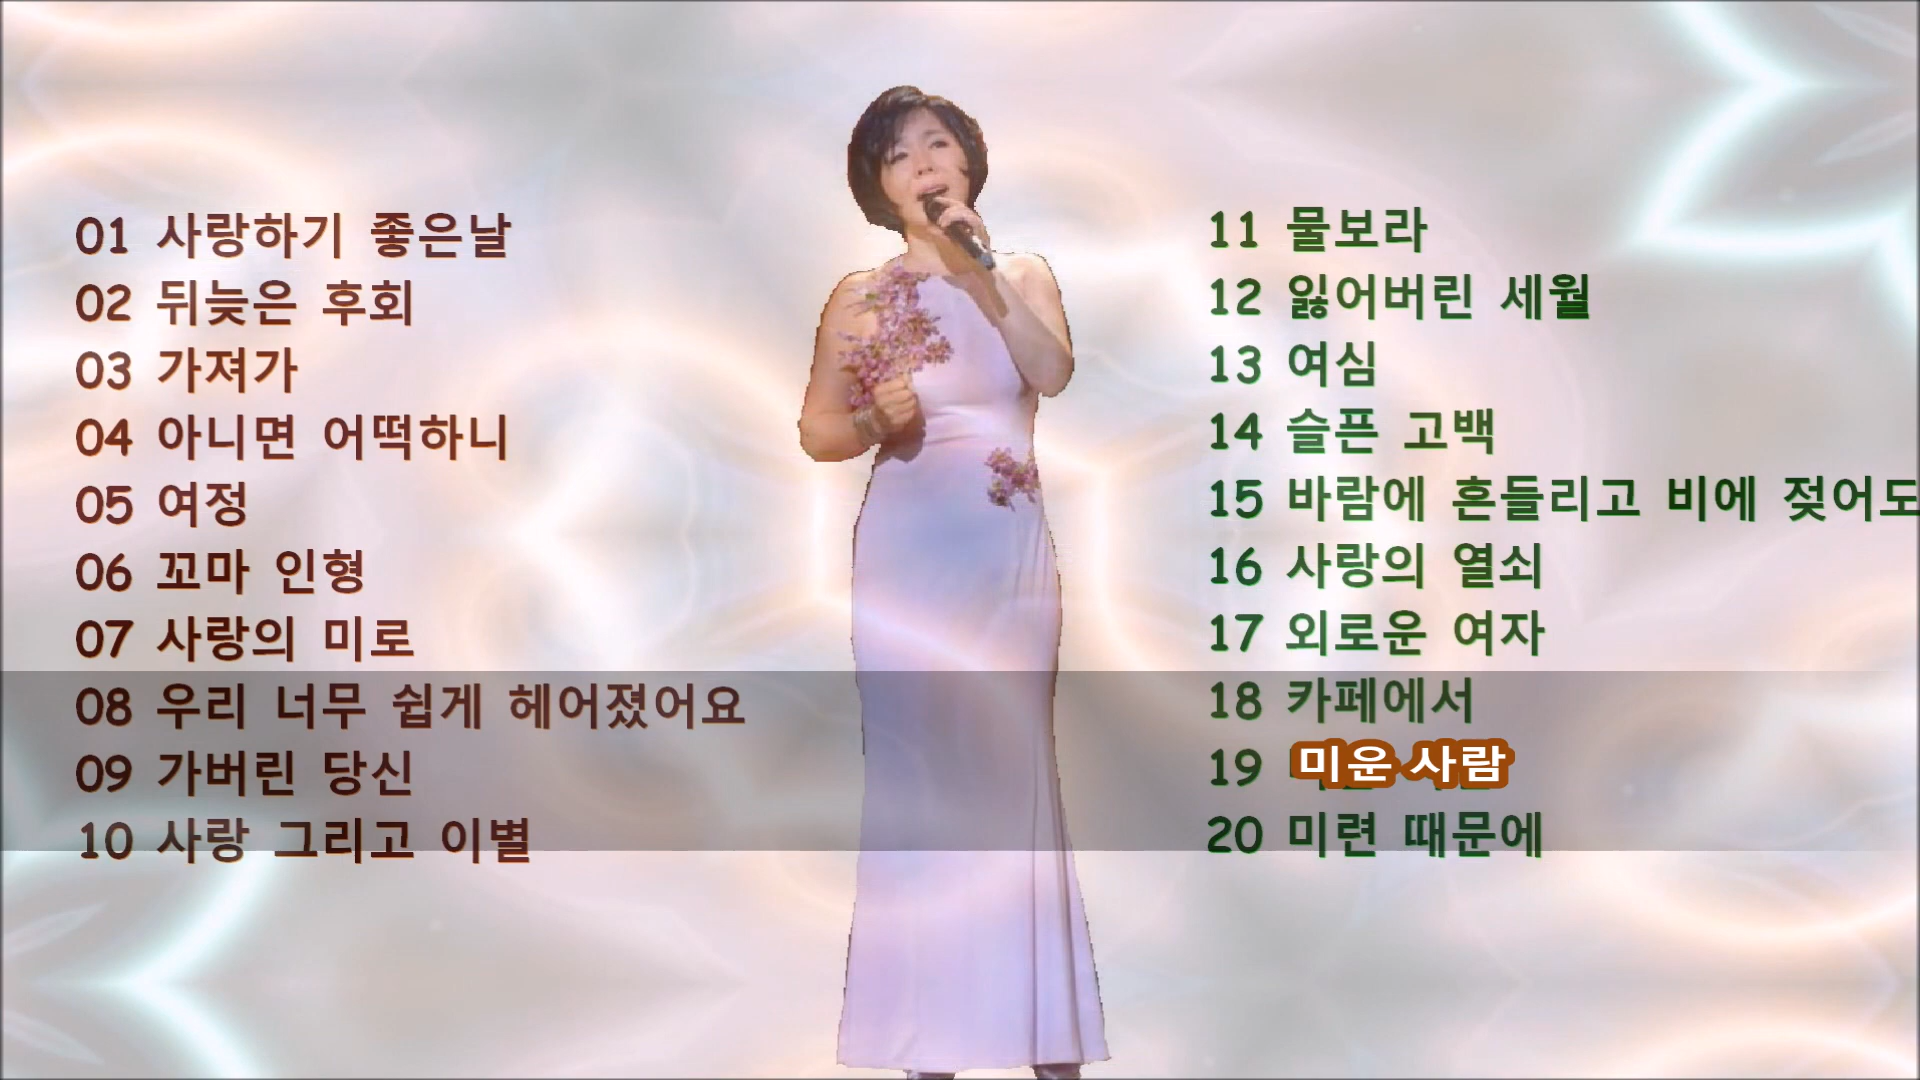 01 사랑하기 좋은날
02 뒤늦은 후회
03 가져가
04 아니면 어떡하니
05 여정
06 꼬마 인형
07 사랑의 미로
08 우리 너무 쉽게 헤어졌어요
09 가버린 당신
10 사랑 그리고 이별
11 물보라
12 잃어버린 세월
13 여심
14 슬픈 고백
15 바람에 흔들리고 비에 젖어도
16 사랑의 열쇠
17 외로운 여자
18 카페에서
19 미운 사람
20 미련 때문에